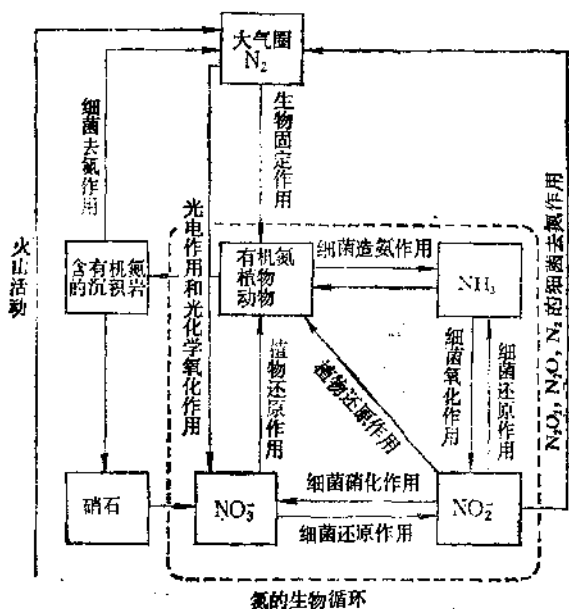 大气圈
N₂
细菌去氮作用
生物固定作用
火山活动
光电作用和光化学氧化作用
N₂O₂, N₂O, N₂的细菌去氮作用
含有机氮
的沉积岩
有机氮
植物
动物
细菌造氨作用
NH₃
植物还原作用
植物还原作用
细菌氧化作用
细菌还原作用
硝石
NO₃⁻
细菌硝化作用
细菌还原作用
NO₂⁻
氮的生物循环